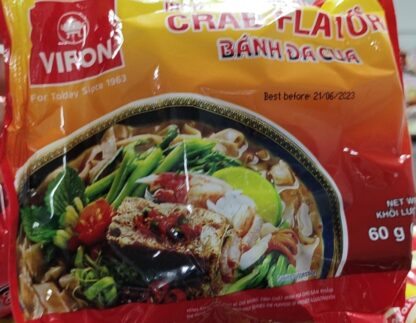 CRAB FLAVOR
VIFON
BÁNH ĐA CUA
For Today Since 1963
Best before: 21/06/2023
NET WE
KHỐI LƯ
60 g